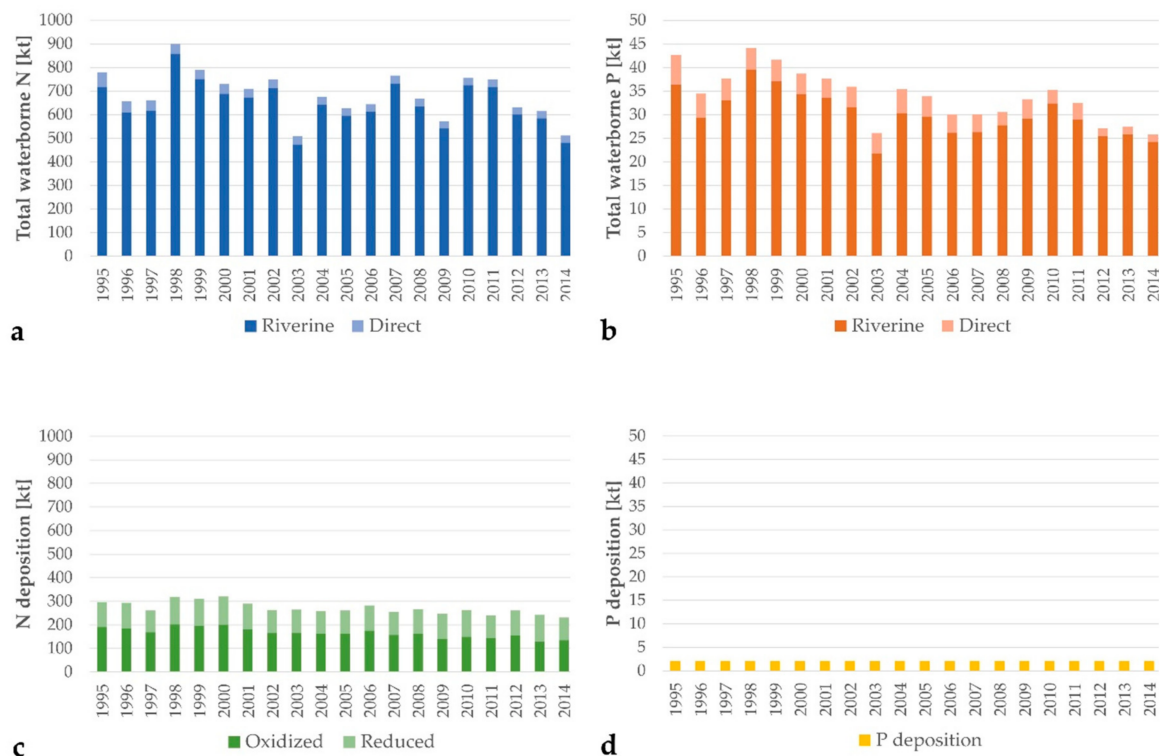 Total waterborne N [kt]
1000
900
800
700
600
500
400
300
200
100
0
1995 1996 1997 1998 1999 2000 2001 2002 2003 2004 2005 2006 2007 2008 2009 2010 2011 2012 2013 2014
Riverine Direct
a
Total waterborne P [kt]
50
45
40
35
30
25
20
15
10
5
0
1995 1996 1997 1998 1999 2000 2001 2002 2003 2004 2005 2006 2007 2008 2009 2010 2011 2012 2013 2014
Riverine Direct
b
N deposition [kt]
1000
900
800
700
600
500
400
300
200
100
0
1995 1996 1997 1998 1999 2000 2001 2002 2003 2004 2005 2006 2007 2008 2009 2010 2011 2012 2013 2014
Oxidized Reduced
c
P deposition [kt]
50
45
40
35
30
25
20
15
10
5
0
1995 1996 1997 1998 1999 2000 2001 2002 2003 2004 2005 2006 2007 2008 2009 2010 2011 2012 2013 2014
P deposition
d